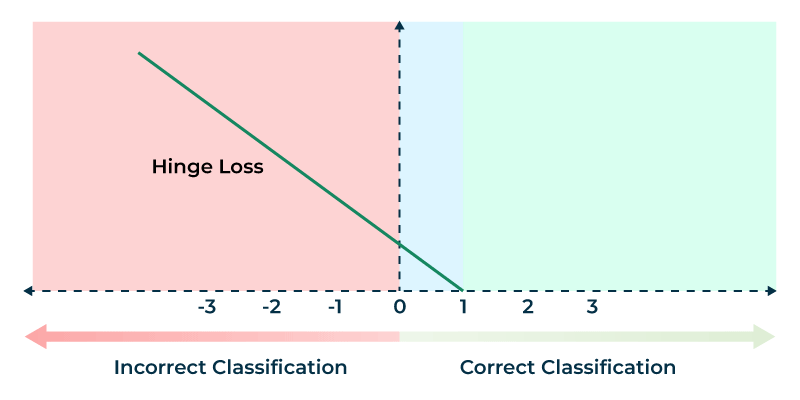 Hinge Loss
-3 -2 -1 0 1 2 3
Incorrect Classification
Correct Classification